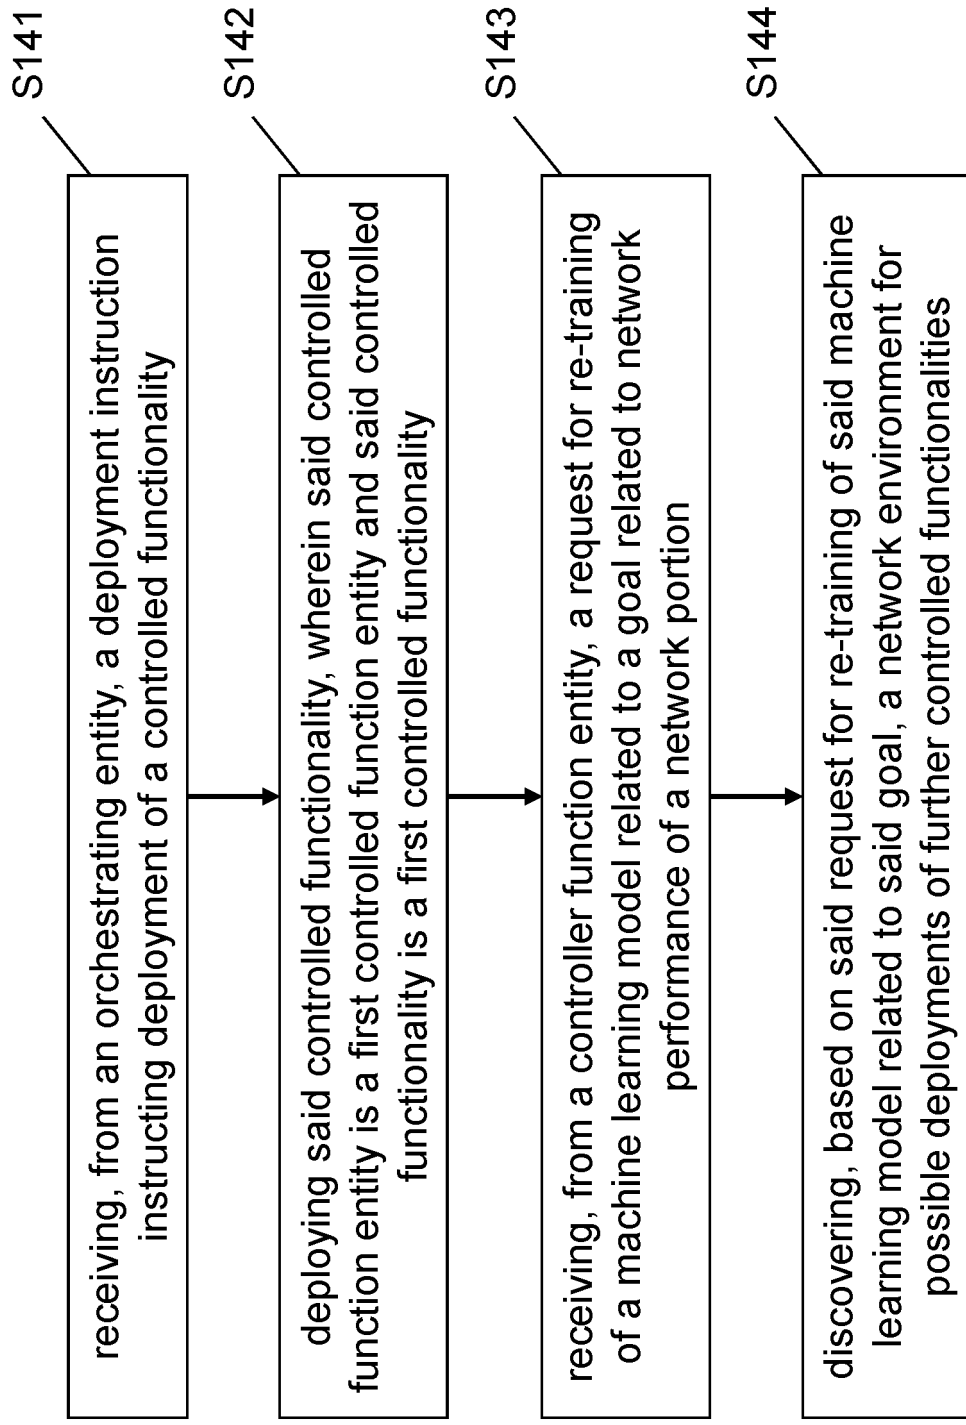 S141
receiving, from an orchestrating entity, a deployment instruction
instructing deployment of a controlled functionality
S142
deploying said controlled functionality, wherein said controlled
function entity is a first controlled function entity and said controlled
functionality is a first controlled functionality
S143
receiving, from a controller function entity, a request for re-training
of a machine learning model related to a goal related to network
performance of a network portion
S144
discovering, based on said request for re-training of said machine
learning model related to said goal, a network environment for
possible deployments of further controlled functionalities